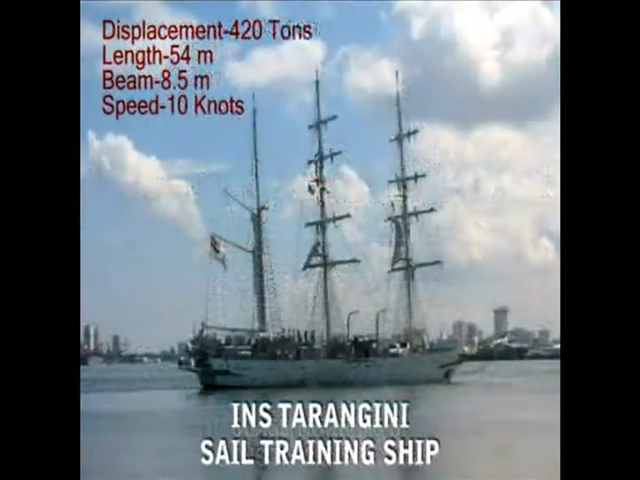 Displacement-420 Tons
Length-54 m
Beam-8.5 m
Speed-10 Knots
INS TARANGINI
SAIL TRAINING SHIP